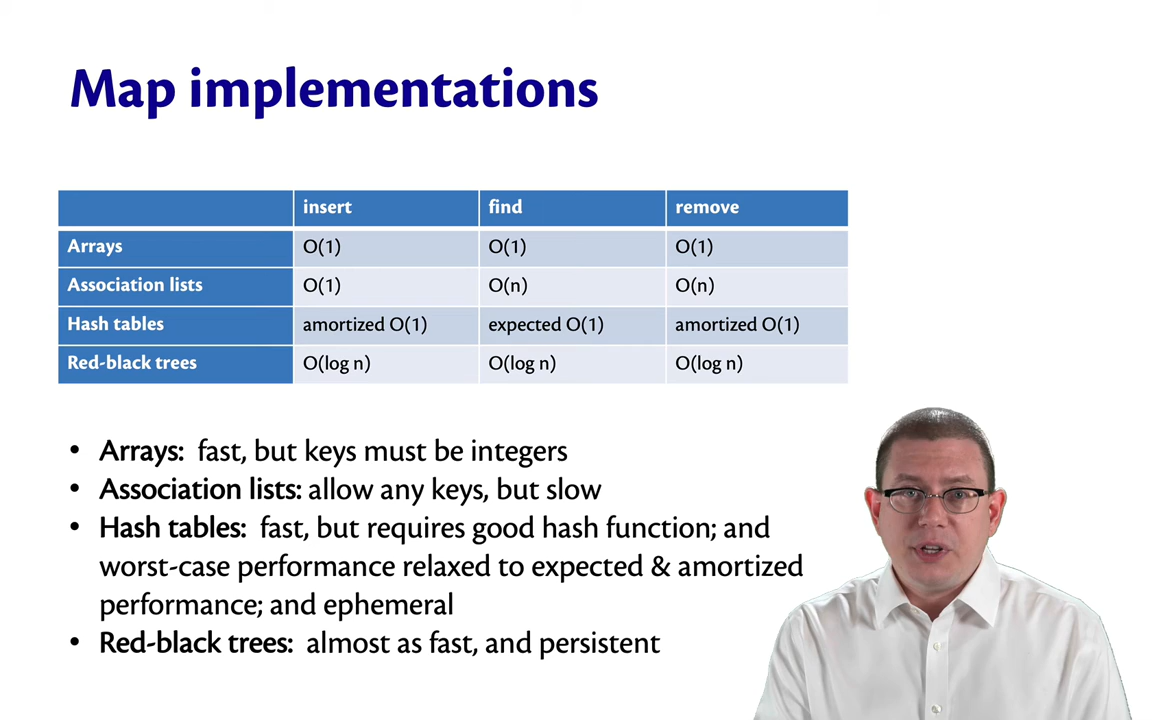 Map implementations
insert find remove
Arrays O(1) O(1) O(1)
Association lists O(1) O(n) O(n)
Hash tables amortized O(1) expected O(1) amortized O(1)
Red-black trees O(log n) O(log n) O(log n)
• Arrays: fast, but keys must be integers
• Association lists: allow any keys, but slow
• Hash tables: fast, but requires good hash function; and
worst-case performance relaxed to expected & amortized
performance; and ephemeral
• Red-black trees: almost as fast, and persistent